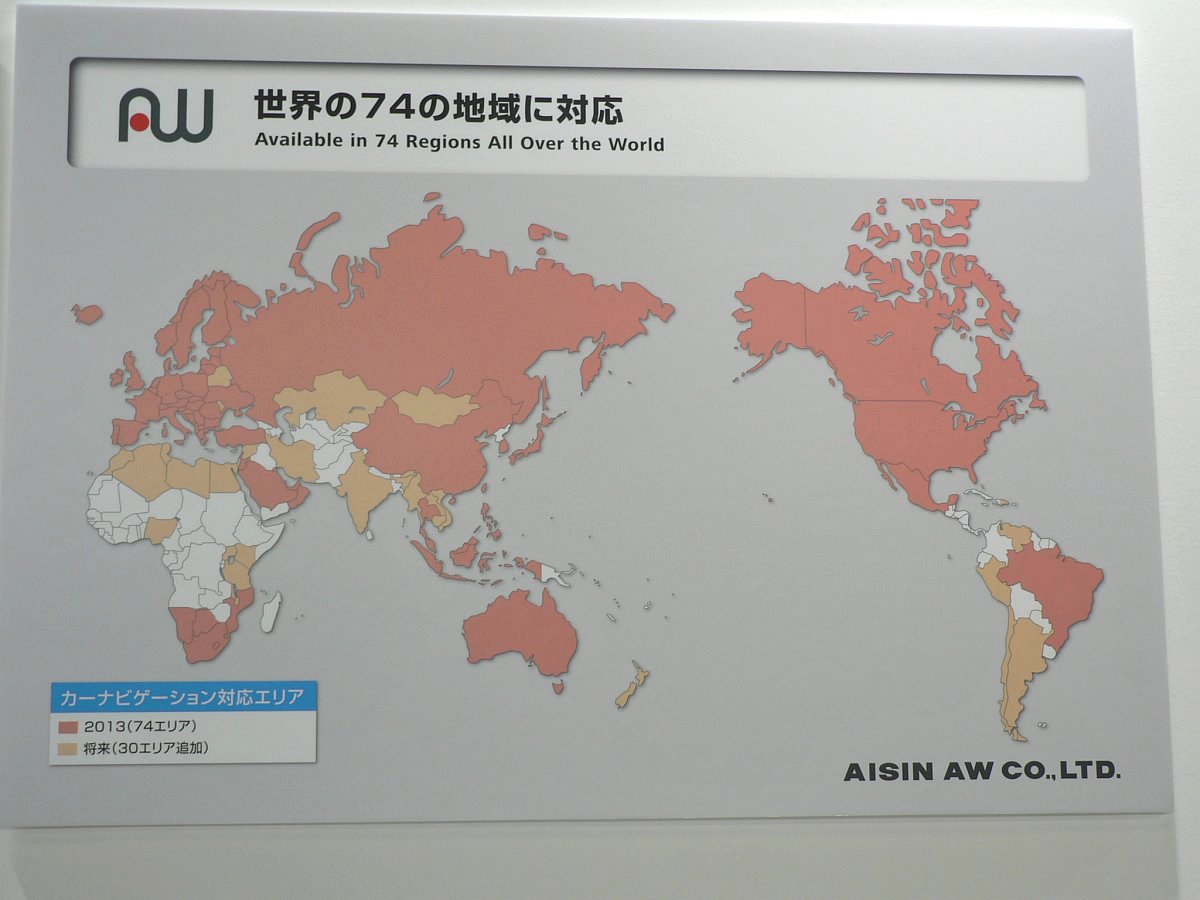 AW
世界の74の地域に対応
Available in 74 Regions All Over the World
カーナビゲーション対応エリア
2013(74エリア)
将来(30エリア追加)
AISIN AW CO.,LTD.